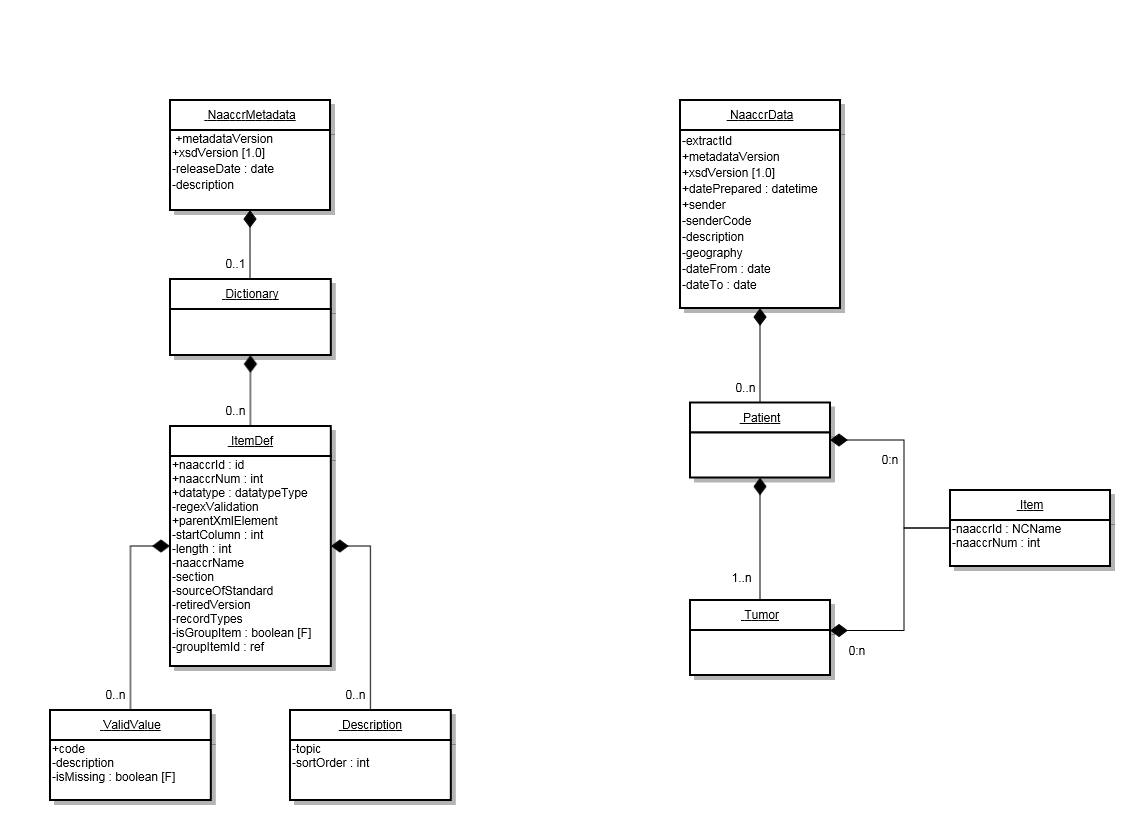 NaaccrMetadata
+metadataVersion
+xsdVersion [1.0]
-releaseDate : date
-description
0..1
Dictionary
0..n
ItemDef
+naaccrId : id
+naaccrNum : int
+datatype : datatypeType
-regexValidation
+parentXmlElement
-startColumn : int
-length : int
-naaccrName
-section
-sourceOfStandard
-retiredVersion
-recordTypes
-isGroupItem : boolean [F]
-groupItemId : ref
0..n
0..n
ValidValue
+code
-description
-isMissing : boolean [F]
Description
-topic
-sortOrder : int
NaaccrData
-extractId
+metadataVersion
+xsdVersion [1.0]
+datePrepared : datetime
+sender
-senderCode
-description
-geography
-dateFrom : date
-dateTo : date
0..n
Patient
0:n
Item
-naaccrId : NCName
-naaccrNum : int
1..n
Tumor
0:n